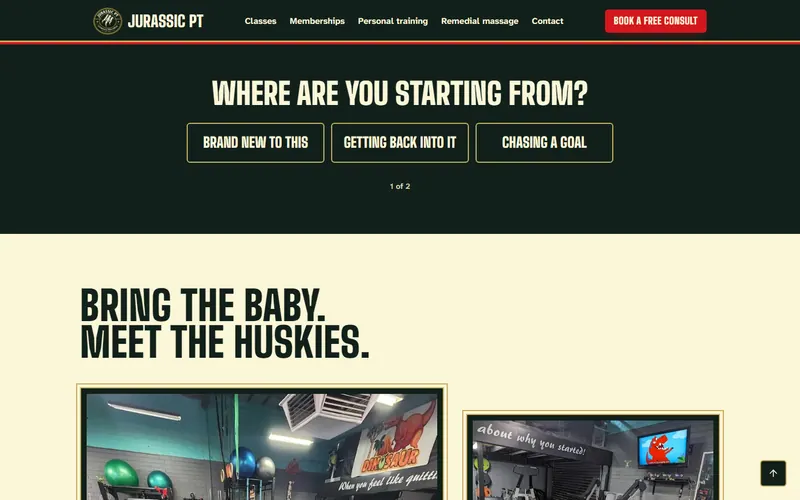 JURASSIC PT
Classes
Memberships
Personal training
Remedial massage
Contact
BOOK A FREE CONSULT
WHERE ARE YOU STARTING FROM?
BRAND NEW TO THIS
GETTING BACK INTO IT
CHASING A GOAL
1 of 2
BRING THE BABY.
MEET THE HUSKIES.
DINOSAUR
When you feel like
about why you started!